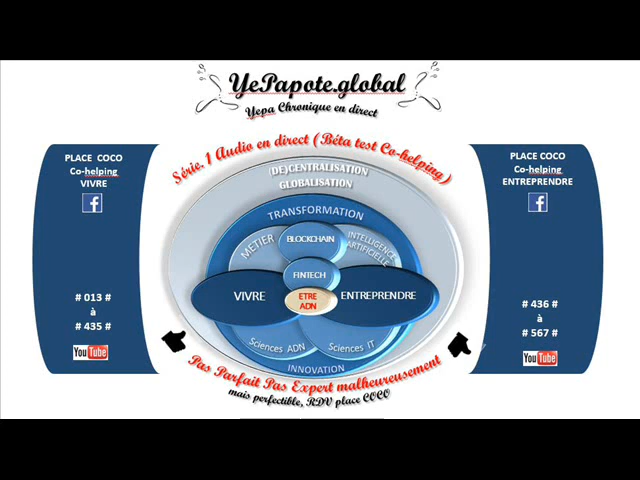 YePapote.global
Yepa Chronique en direct
Série.1 Audio en direct (Béta test Co-helping)
PLACE COCO
Co-helping
VIVRE
# 013 #
à
# 435 #
YouTube
(DE)CENTRALISATION
GLOBALISATION
TRANSFORMATION
METIER
BLOCKCHAIN
INTELLIGENCE
ARTIFICIELLE
FINTECH
VIVRE
ETRE
ADN
ENTREPRENDRE
Sciences ADN
Sciences IT
INNOVATION
PLACE COCO
Co-helping
ENTREPRENDRE
# 436 #
à
# 567 #
YouTube
Pas Parfait Pas Expert malheureusement
mais perfectible, RDV place COCO